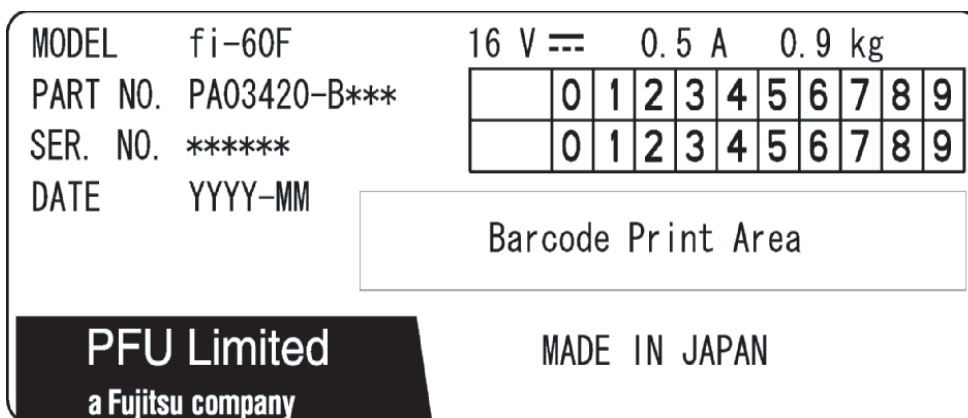 MODEL fi-60F 16 V ⎓ 0.5 A 0.9 kg
PART NO. PA03420-B***
0 1 2 3 4 5 6 7 8 9
SER. NO. ******
0 1 2 3 4 5 6 7 8 9
DATE YYYY-MM
Barcode Print Area
PFU Limited
a Fujitsu company
MADE IN JAPAN